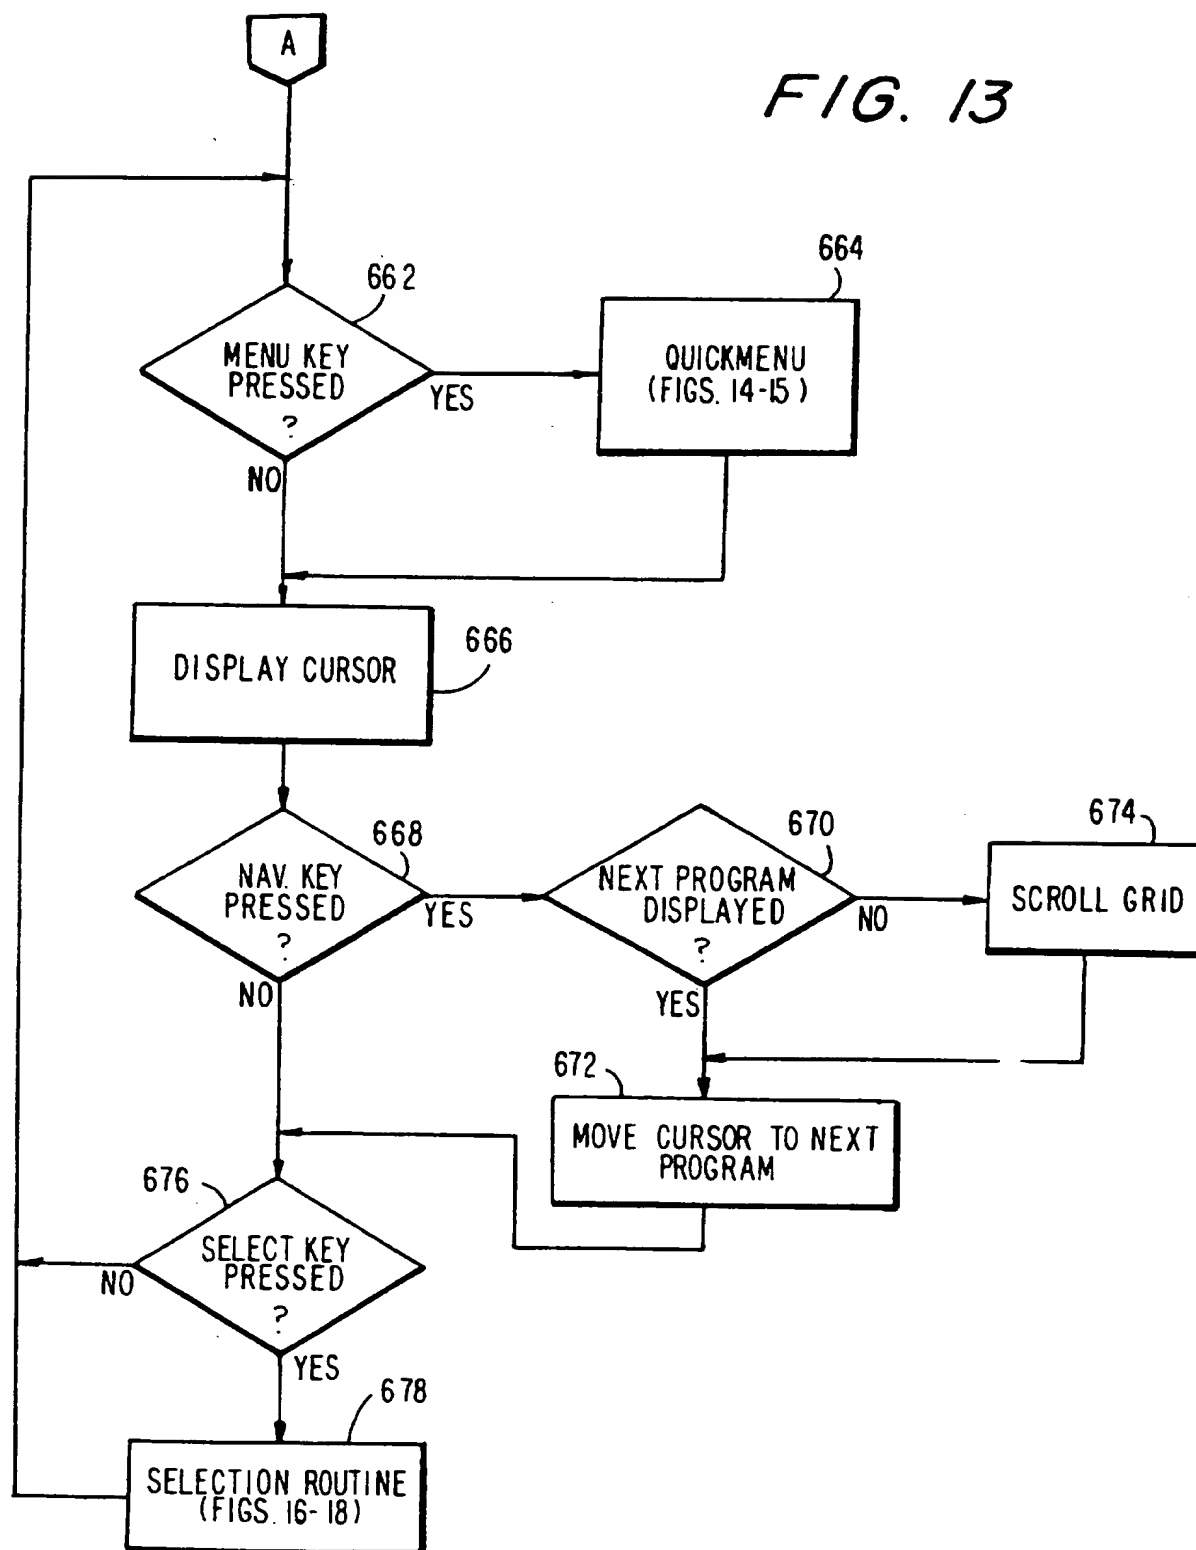 A
FIG. 13
662
664
MENU KEY
PRESSED
?
YES
NO
QUICKMENU
(FIGS. 14-15)
DISPLAY CURSOR
666
668
NAV. KEY
PRESSED
?
YES
NO
670
NEXT PROGRAM
DISPLAYED
?
NO
YES
674
SCROLL GRID
672
MOVE CURSOR TO NEXT
PROGRAM
676
SELECT KEY
PRESSED
?
NO
YES
678
SELECTION ROUTINE
(FIGS. 16-18)